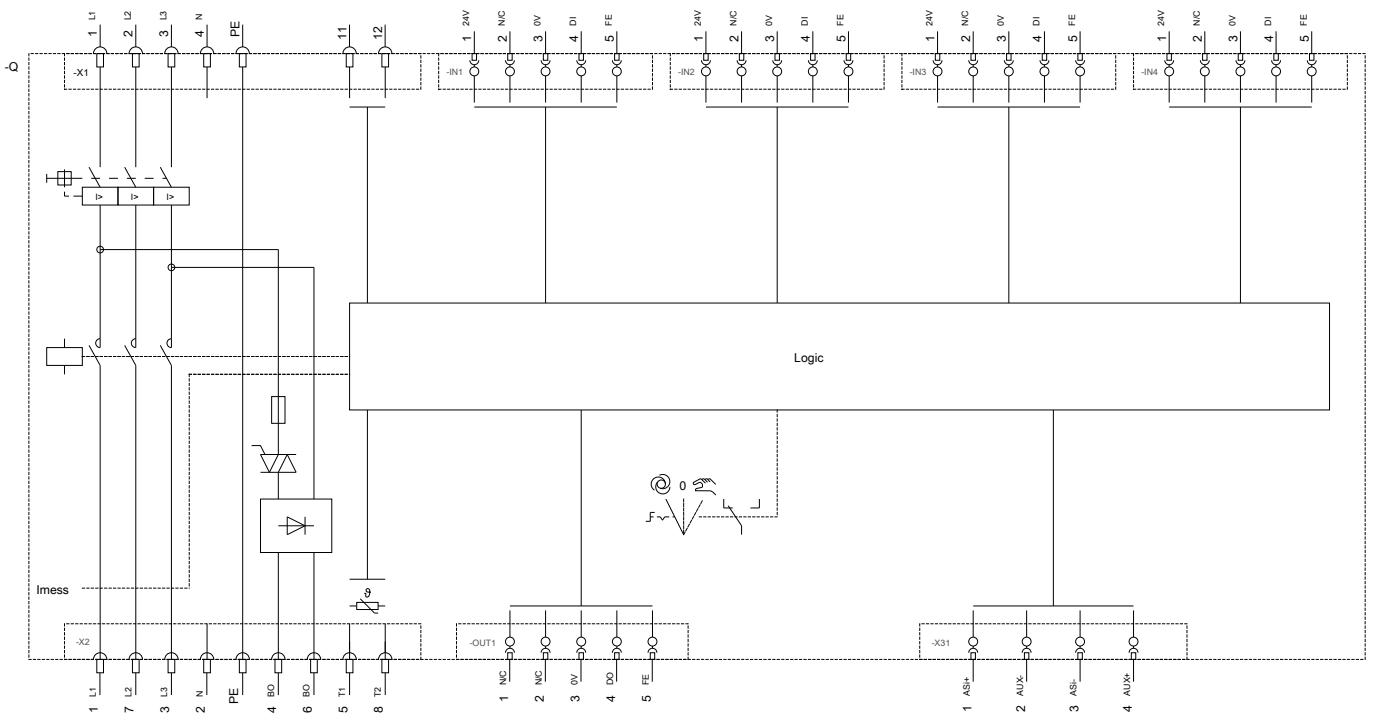 L1 L2 L3 N
1 2 3 4 PE 11 12
24V N/C 0V DI FE
1 2 3 4 5
24V N/C 0V DI FE
1 2 3 4 5
24V N/C 0V DI FE
1 2 3 4 5
24V N/C 0V DI FE
1 2 3 4 5
-Q
-X1
-IN1
-IN2
-IN3
-IN4
I> I> I>
Logic
0
Imess
ϑ
-X2
-OUT1
-X31
L1 L2 L3 N PE BO BO T1 T2
1 7 3 2 4 6 5 8
N/C N/C 0V DO FE
1 2 3 4 5
ASi+ AUX- ASi- AUX+
1 2 3 4